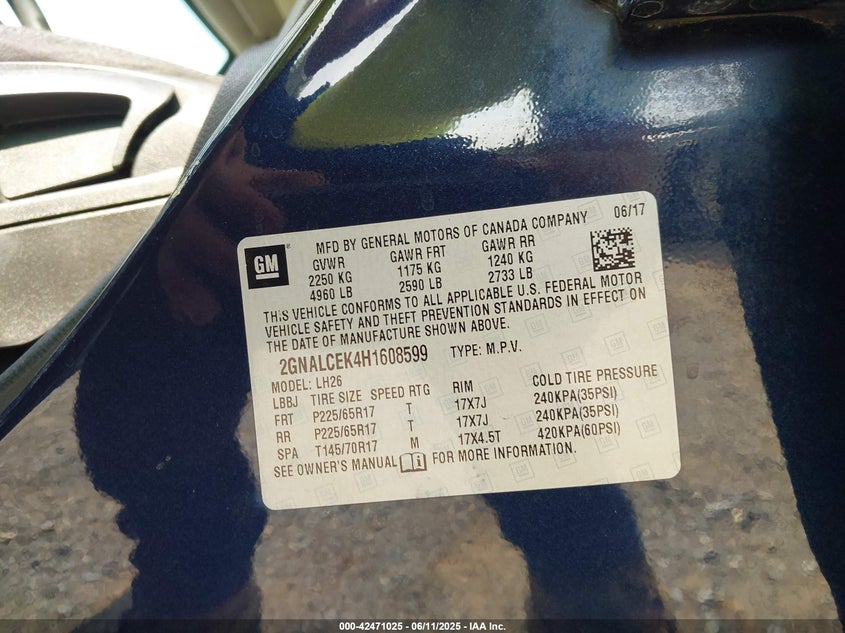 GM
MFD BY GENERAL MOTORS OF CANADA COMPANY 06/17
GVWR GAWR FRT GAWR RR
2250 KG 1175 KG 1240 KG
4960 LB 2590 LB 2733 LB
THIS VEHICLE CONFORMS TO ALL APPLICABLE U.S. FEDERAL MOTOR
VEHICLE SAFETY AND THEFT PREVENTION STANDARDS IN EFFECT ON
THE DATE OF MANUFACTURE SHOWN ABOVE.
2GNALCEK4H1608599 TYPE: M.P.V.
MODEL: LH26
LBBJ TIRE SIZE SPEED RTG RIM COLD TIRE PRESSURE
FRT P225/65R17 T 17X7J 240KPA(35PSI)
RR P225/65R17 T 17X7J 240KPA(35PSI)
SPA T145/70R17 M 17X4.5T 420KPA(60PSI)
SEE OWNER'S MANUAL FOR MORE INFORMATION.
000-42471025 - 06/11/2025 - IAA Inc.